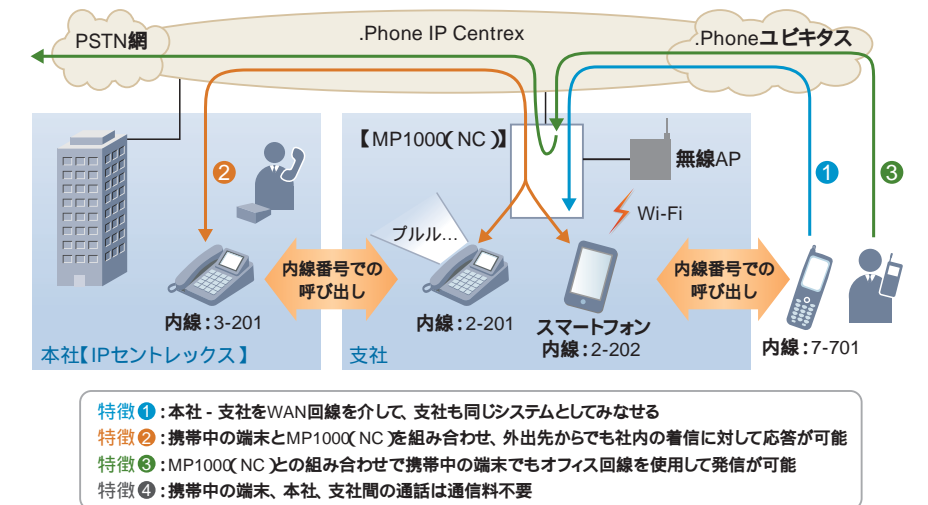 PSTN網
.Phone IP Centrex
.Phoneユビキタス
【MP1000(NC)】
無線AP
②
①
③
Wi-Fi
プルル...
内線番号での
呼び出し
内線番号での
呼び出し
内線:3-201
内線:2-201
スマートフォン
内線:2-202
内線:7-701
本社【IPセントレックス】
支社
特徴①:本社 - 支社をWAN回線を介して、支社も同じシステムとしてみなせる
特徴②:携帯中の端末とMP1000(NC)を組み合わせ、外出先からでも社内の着信に対して応答が可能
特徴③:MP1000(NC)との組み合わせで携帯中の端末でもオフィス回線を使用して発信が可能
特徴④:携帯中の端末、本社、支社間の通話は通信料不要